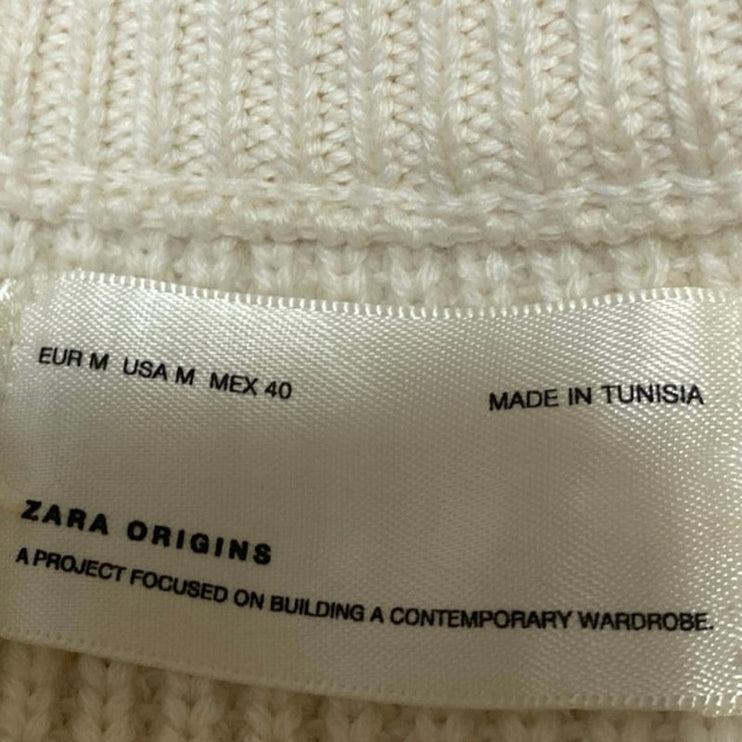 EUR M USA M MEX 40
MADE IN TUNISIA
ZARA ORIGINS
A PROJECT FOCUSED ON BUILDING A CONTEMPORARY WARDROBE.